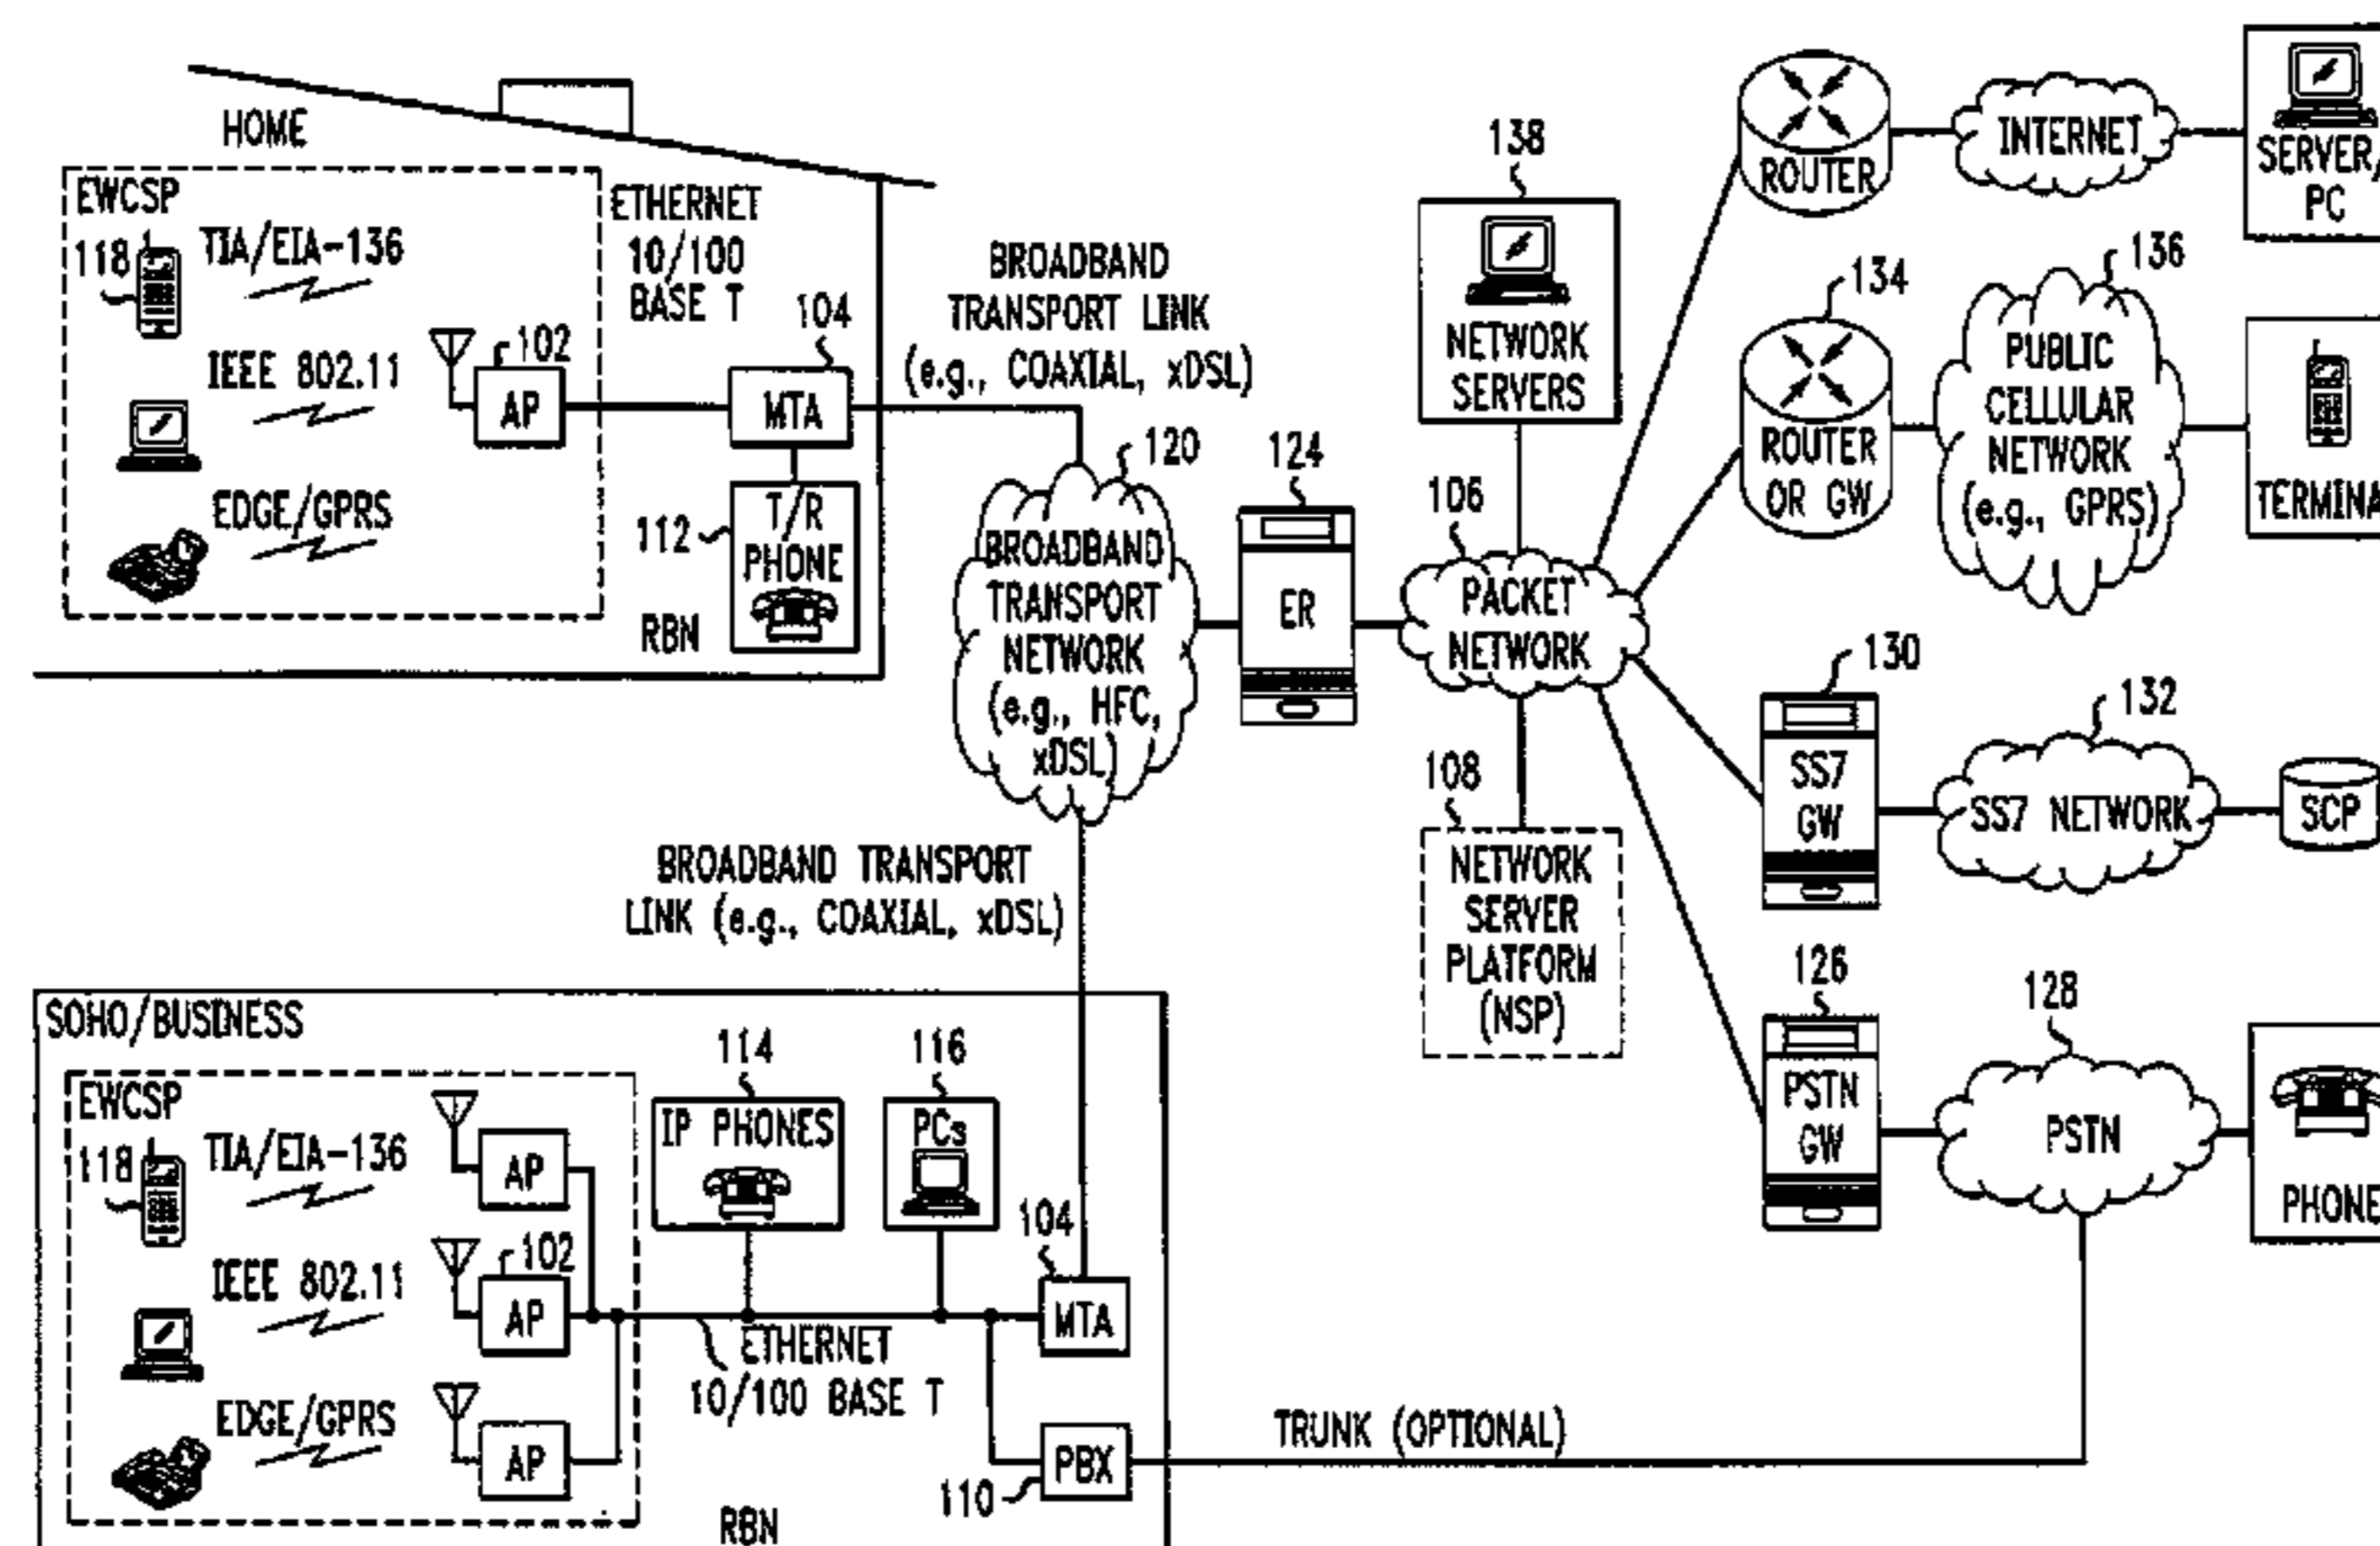 HOME
EWCSP
118
TIA/EIA-136
IEEE 802.11
EDGE/GPRS
102
AP
ETHERNET
10/100
BASE T
104
MTA
112
T/R
PHONE
RBN
BROADBAND
TRANSPORT LINK
(e.g., COAXIAL, xDSL)
120
BROADBAND
TRANSPORT
NETWORK
(e.g., HFC,
xDSL)
124
ER
138
NETWORK
SERVERS
106
PACKET
NETWORK
108
NETWORK
SERVER
PLATFORM
(NSP)
ROUTER
INTERNET
SERVER/
PC
134
ROUTER
OR GW
136
PUBLIC
CELLULAR
NETWORK
(e.g., GPRS)
TERMINA
130
SS7
GW
132
SS7 NETWORK
SCP
126
PSTN
GW
128
PSTN
PHONE
BROADBAND TRANSPORT
LINK (e.g., COAXIAL, xDSL)
SOHO/BUSINESS
EWCSP
118
TIA/EIA-136
IEEE 802.11
EDGE/GPRS
AP
102
AP
AP
114
IP PHONES
116
PCs
104
MTA
ETHERNET
10/100 BASE T
110
PBX
RBN
TRUNK (OPTIONAL)